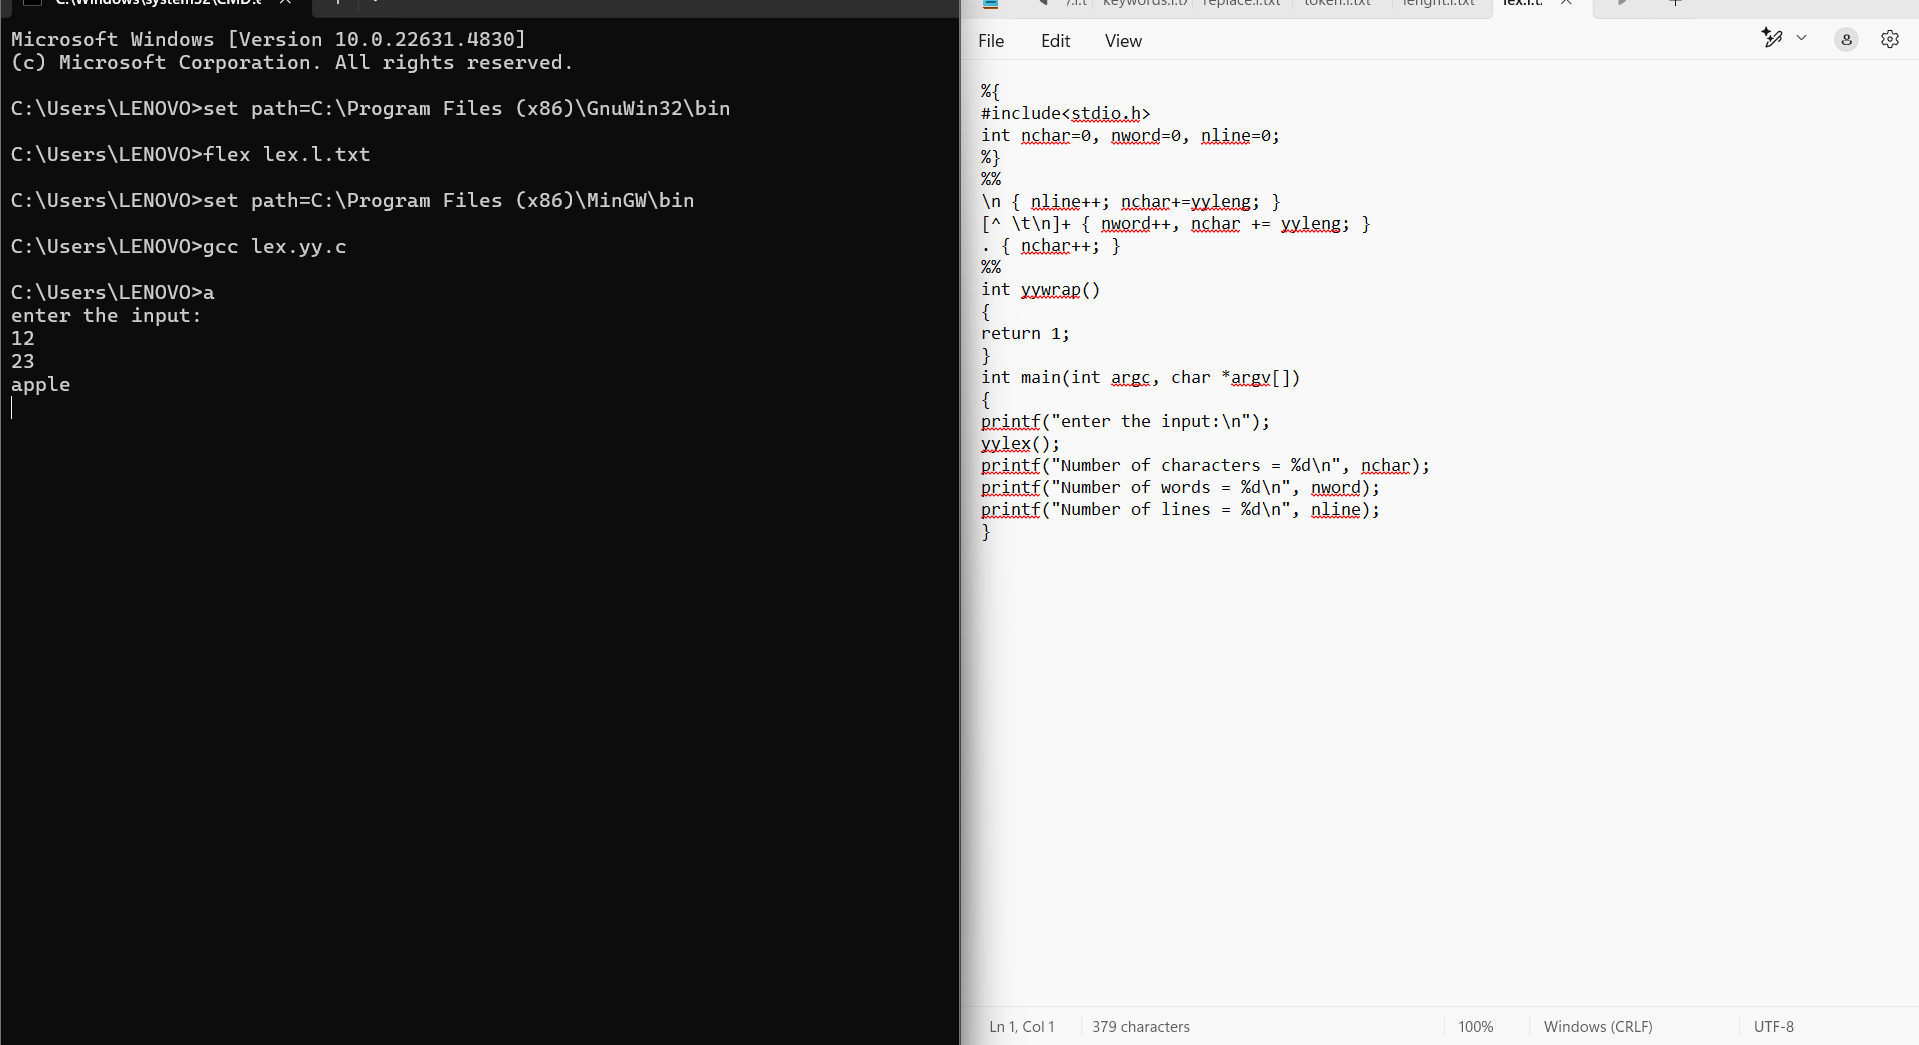 Microsoft Windows [Version 10.0.22631.4830]
(c) Microsoft Corporation. All rights reserved.
C:\Users\LENOVO>set path=C:\Program Files (x86)\GnuWin32\bin
C:\Users\LENOVO>flex lex.l.txt
C:\Users\LENOVO>set path=C:\Program Files (x86)\MinGW\bin
C:\Users\LENOVO>gcc lex.yy.c
C:\Users\LENOVO>a
enter the input:
12
23
apple
keywords.l.t replace.l.txt token.l.txt lenght.l.txt lex.l.t
File Edit View
%{
#include<stdio.h>
int nchar=0, nword=0, nline=0;
%}
%%
\n { nline++; nchar+=yyleng; }
[^ \t\n]+ { nword++, nchar += yyleng; }
. { nchar++; }
%%
int yywrap()
{
return 1;
}
int main(int argc, char *argv[])
{
printf("enter the input:\n");
yylex();
printf("Number of characters = %d\n", nchar);
printf("Number of words = %d\n", nword);
printf("Number of lines = %d\n", nline);
}
Ln 1, Col 1 379 characters 100% Windows (CRLF) UTF-8